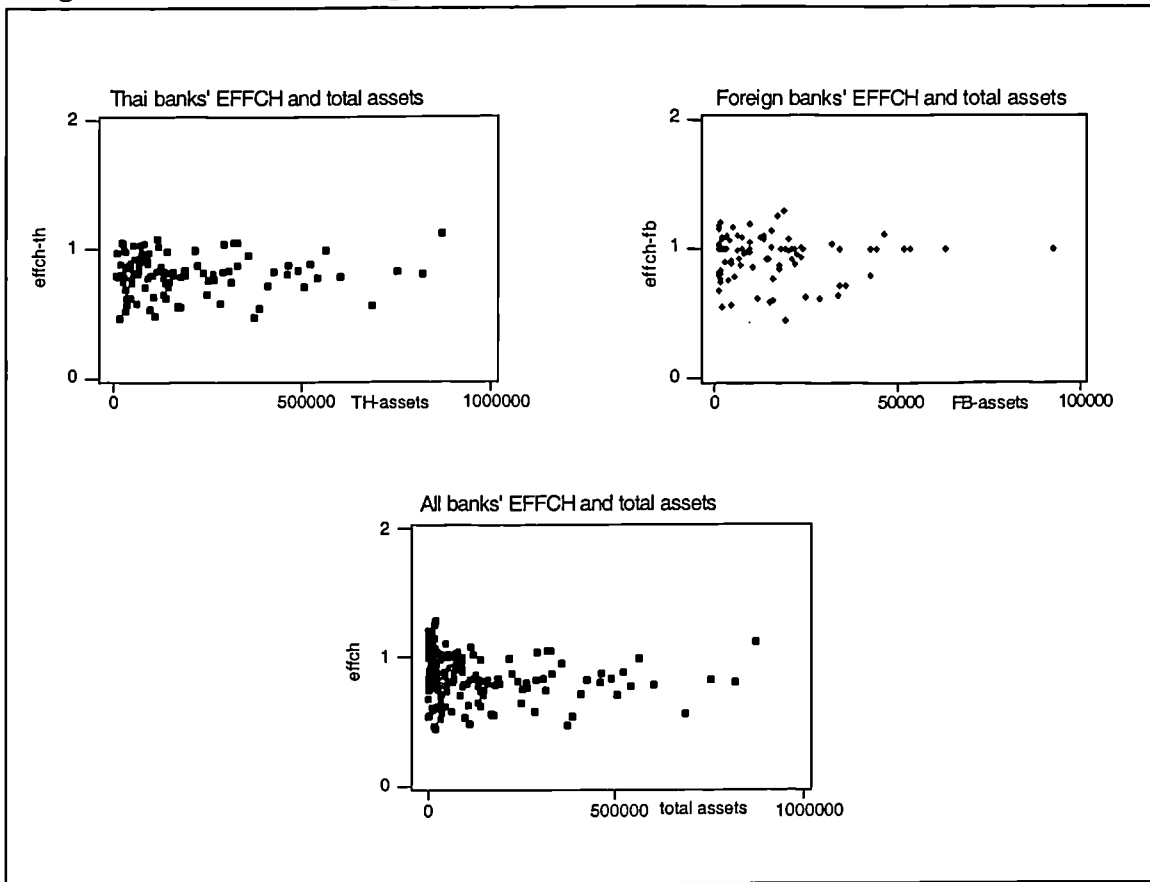 Thai banks' EFFCH and total assets
2
1
0
effch-th
0 500000 TH-assets 1000000
Foreign banks' EFFCH and total assets
2
1
0
effch-fb
0 50000 FB-assets 100000
All banks' EFFCH and total assets
2
1
0
effch
0 500000 total assets 1000000